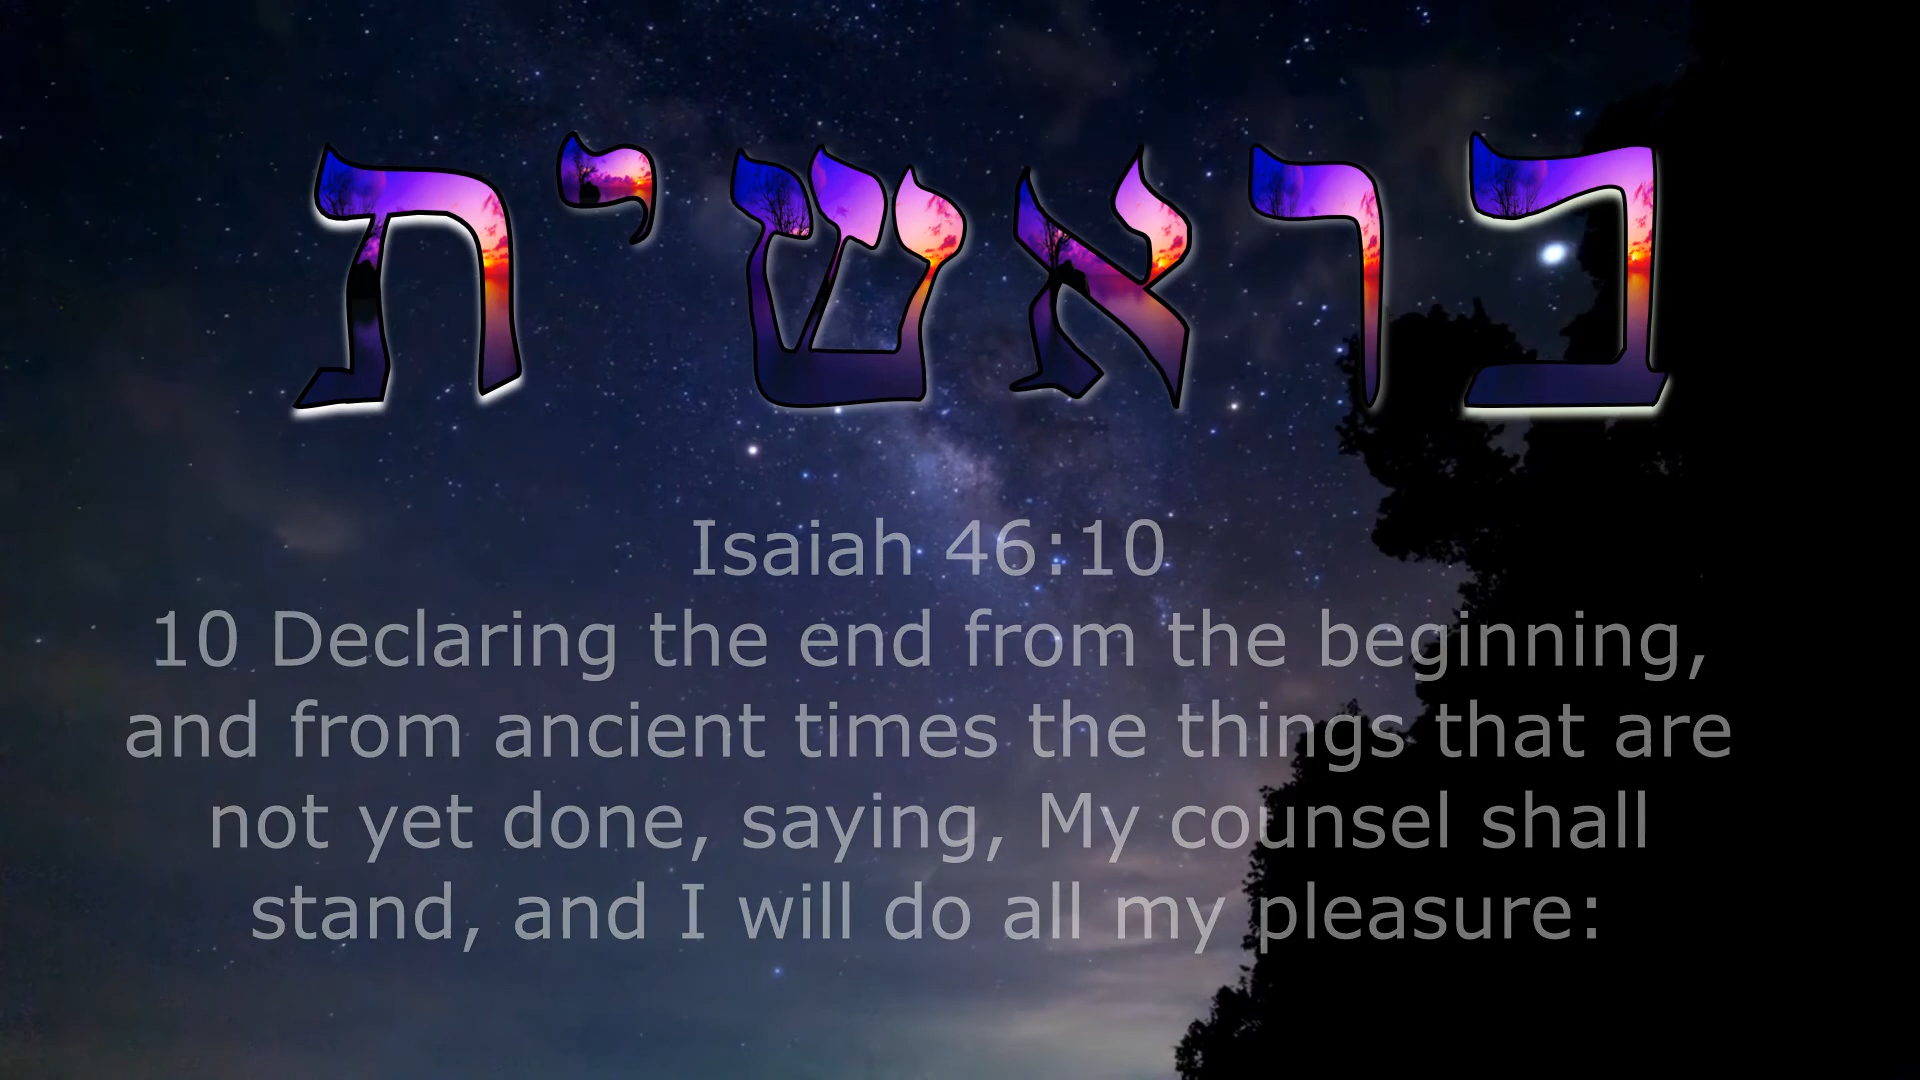 בראשית
Isaiah 46:10
10 Declaring the end from the beginning,
and from ancient times the things that are
not yet done, saying, My counsel shall
stand, and I will do all my pleasure: